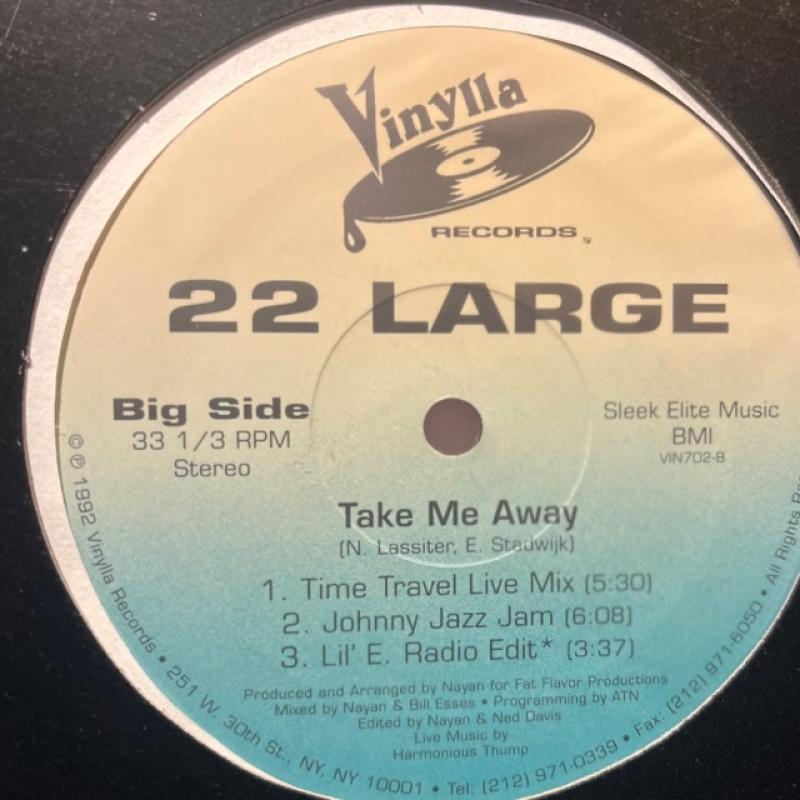 Vinylla
RECORDS ™
22 LARGE
Big Side
33 1/3 RPM
Stereo
Sleek Elite Music
BMI
VIN702-B
Take Me Away
(N. Lassiter, E. Stadwijk)
1. Time Travel Live Mix (5:30)
2. Johnny Jazz Jam (6:08)
3. Lil' E. Radio Edit* (3:37)
Produced and Arranged by Nayan for Fat Flavor Productions
Mixed by Nayan & Bill Esses • Programming by ATN
Edited by Nayan & Ned Davis
Live Music by
Harmonious Thump
© ℗ 1992 Vinylla Records • 251 W. 30th St., NY, NY 10001 • Tel: (212) 971-0339 • Fax: (212) 971-6050 • All Rights